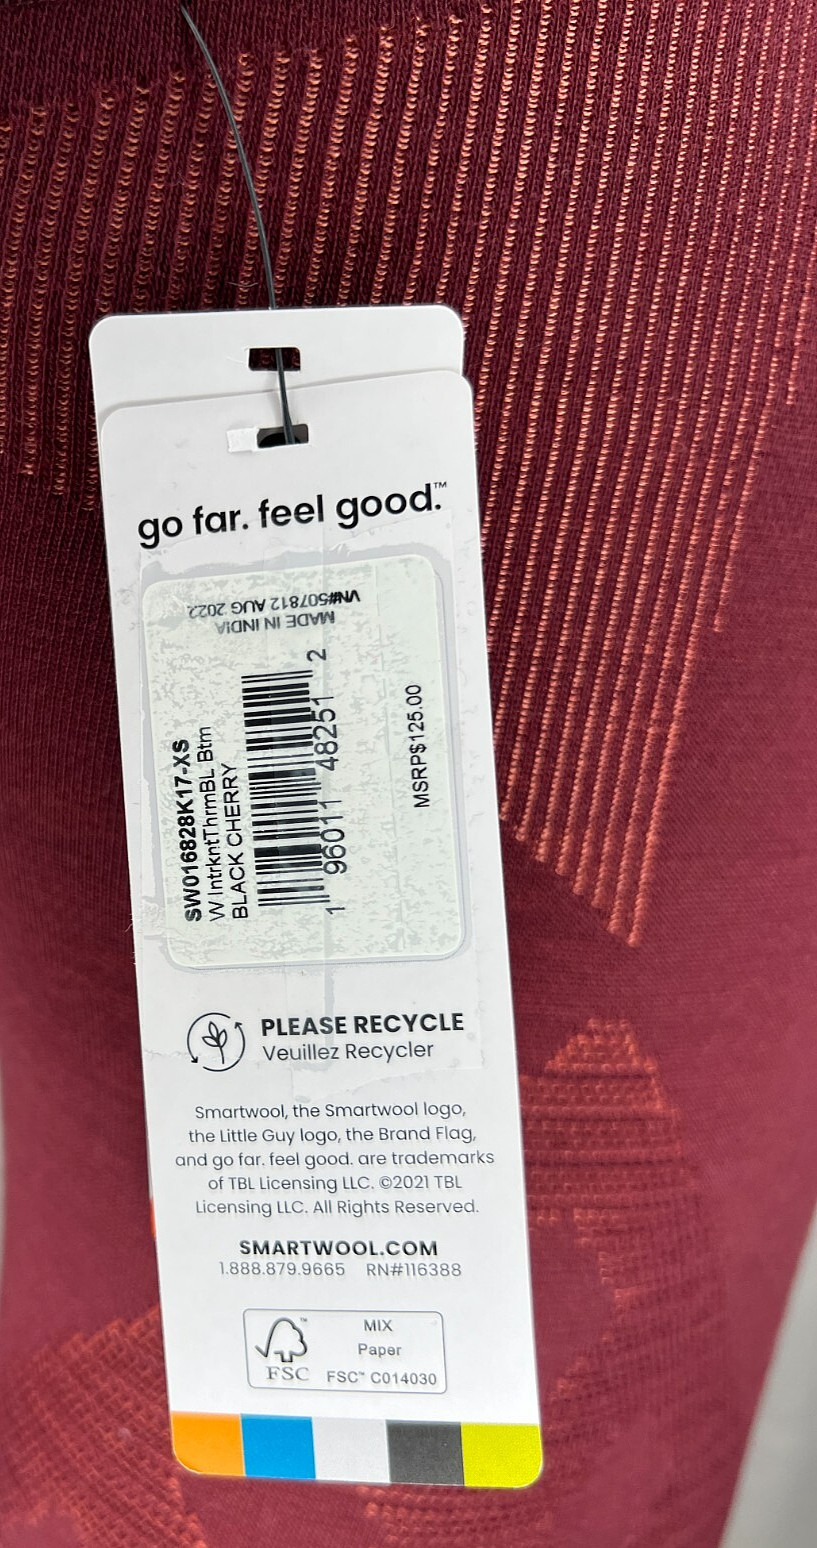 go far. feel good.™
VN#507812 AUG 2022
MADE IN INDIA
SW016828K17-XS
W IntrkntThrmBL Btm
BLACK CHERRY
1 96011 48251 2
MSRP$125.00
PLEASE RECYCLE
Veuillez Recycler
Smartwool, the Smartwool logo,
the Little Guy logo, the Brand Flag,
and go far. feel good. are trademarks
of TBL Licensing LLC. ©2021 TBL
Licensing LLC. All Rights Reserved.
SMARTWOOL.COM
1.888.879.9665 RN#116388
FSC™
MIX
Paper
FSC™ C014030